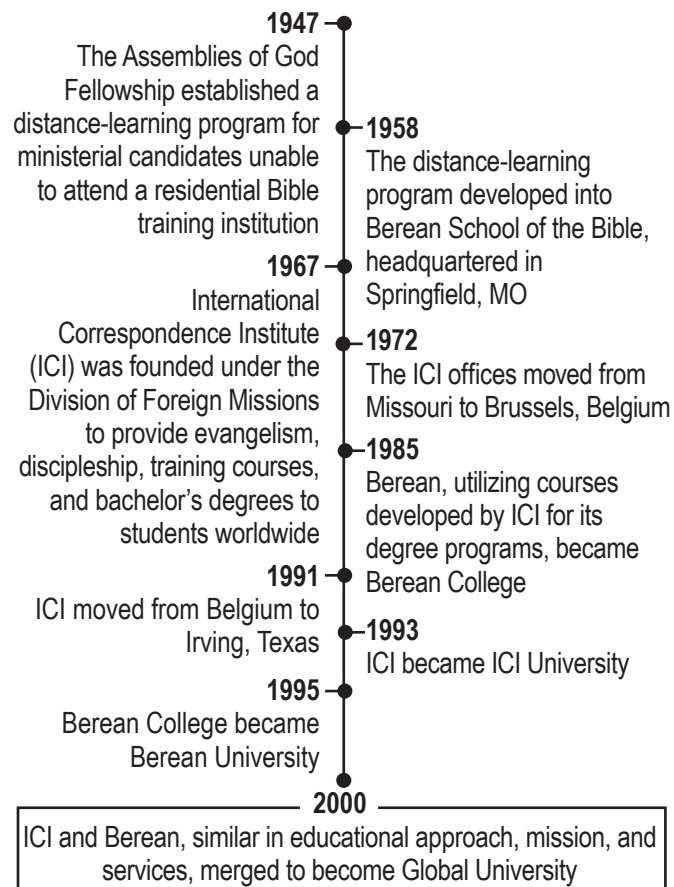 1947
The Assemblies of God
Fellowship established a
distance-learning program for
ministerial candidates unable
to attend a residential Bible
training institution
1958
The distance-learning
program developed into
Berean School of the Bible,
headquartered in
Springfield, MO
1967
International
Correspondence Institute
(ICI) was founded under the
Division of Foreign Missions
to provide evangelism,
discipleship, training courses,
and bachelor’s degrees to
students worldwide
1972
The ICI offices moved from
Missouri to Brussels, Belgium
1985
Berean, utilizing courses
developed by ICI for its
degree programs, became
Berean College
1991
ICI moved from Belgium to
Irving, Texas
1993
ICI became ICI University
1995
Berean College became
Berean University
2000
ICI and Berean, similar in educational approach, mission, and
services, merged to become Global University